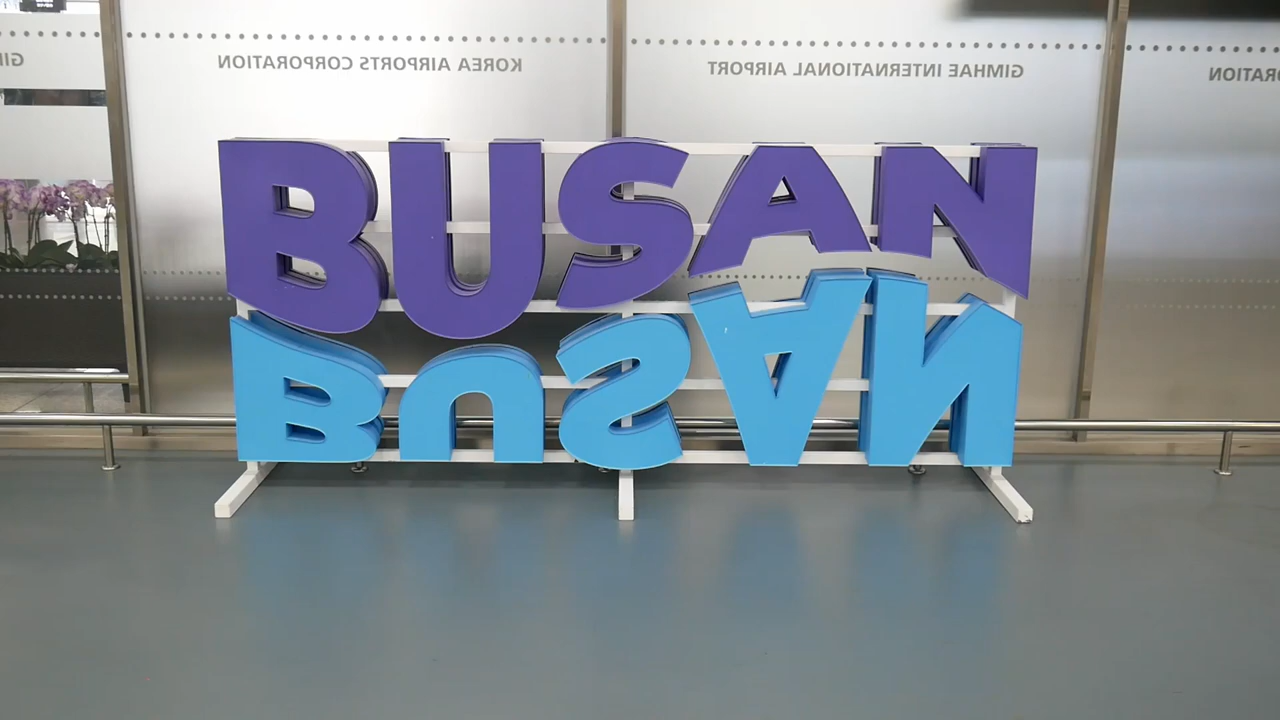 KOREA AIRPORTS CORPORATION
GIMHAE INTERNATIONAL AIRPORT
BUSAN
BUSAN